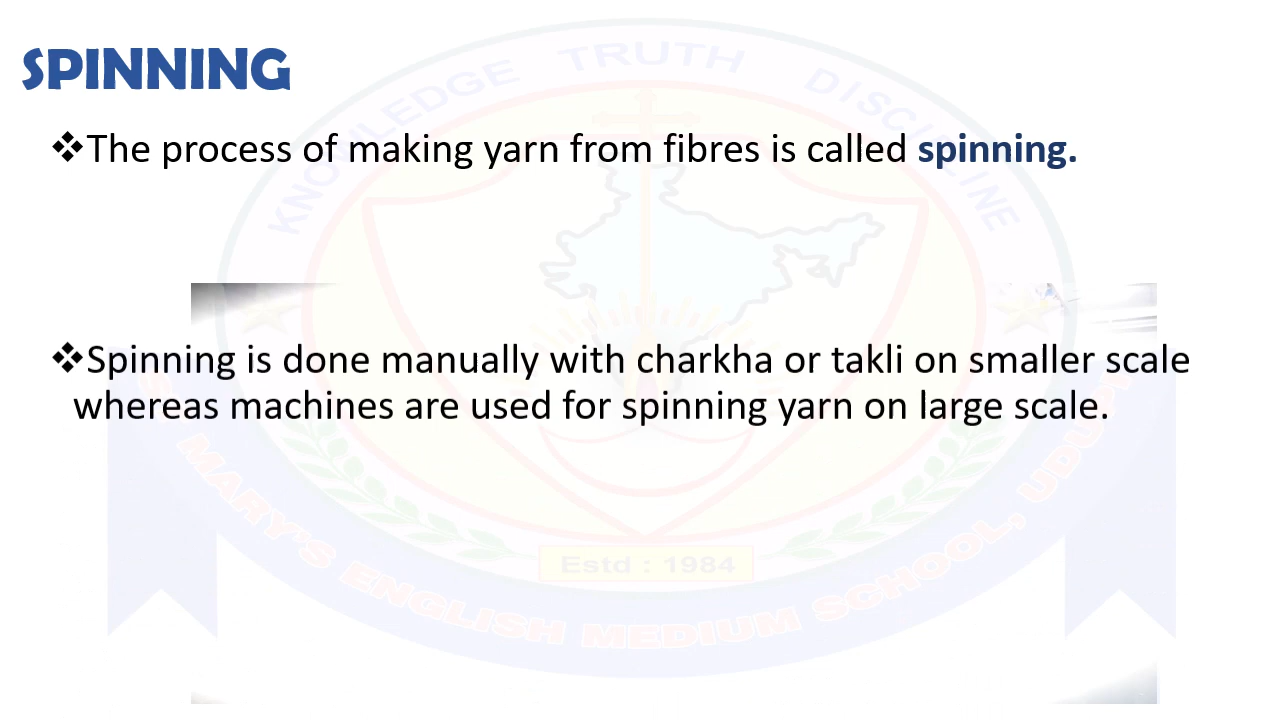 SPINNING
❖The process of making yarn from fibres is called spinning.
❖Spinning is done manually with charkha or takli on smaller scale
whereas machines are used for spinning yarn on large scale.
KNOWLEDGE TRUTH DISCIPLINE
Estd : 1984
MARY'S ENGLISH MEDIUM SCHOOL,